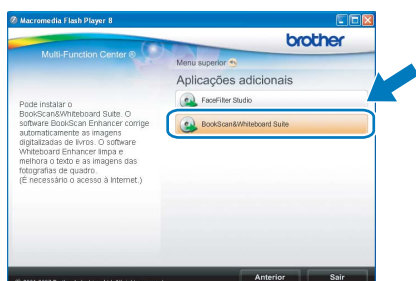 Macromedia Flash Player 8
brother
Multi-Function Center ®
Menu superior
Aplicações adicionais
FaceFilter Studio
BookScan&Whiteboard Suite
Pode instalar o
BookScan&Whiteboard Suite. O
software BookScan Enhancer corrige
automaticamente as imagens
digitalizadas de livros. O software
Whiteboard Enhancer limpa e
melhora o texto e as imagens das
fotografias de quadro.
(É necessário o acesso à Internet.)
Anterior
Sair